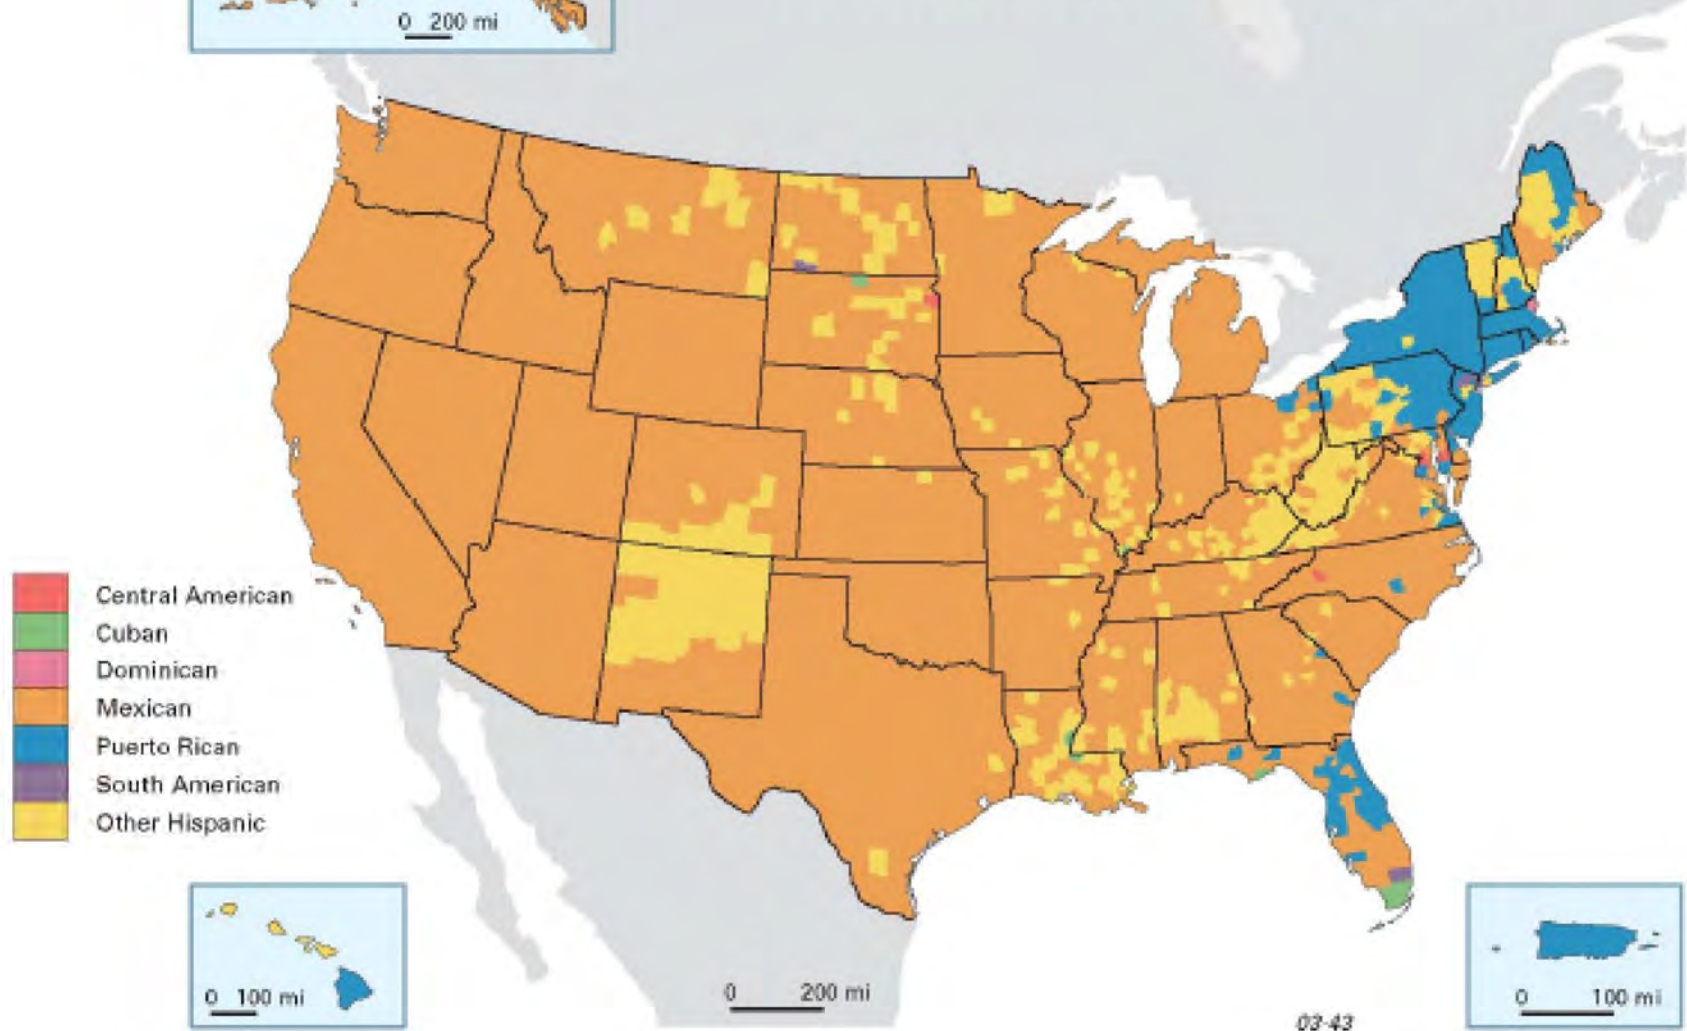 0 200 mi
Central American
Cuban
Dominican
Mexican
Puerto Rican
South American
Other Hispanic
0 100 mi
0 200 mi
0 100 mi
03-43